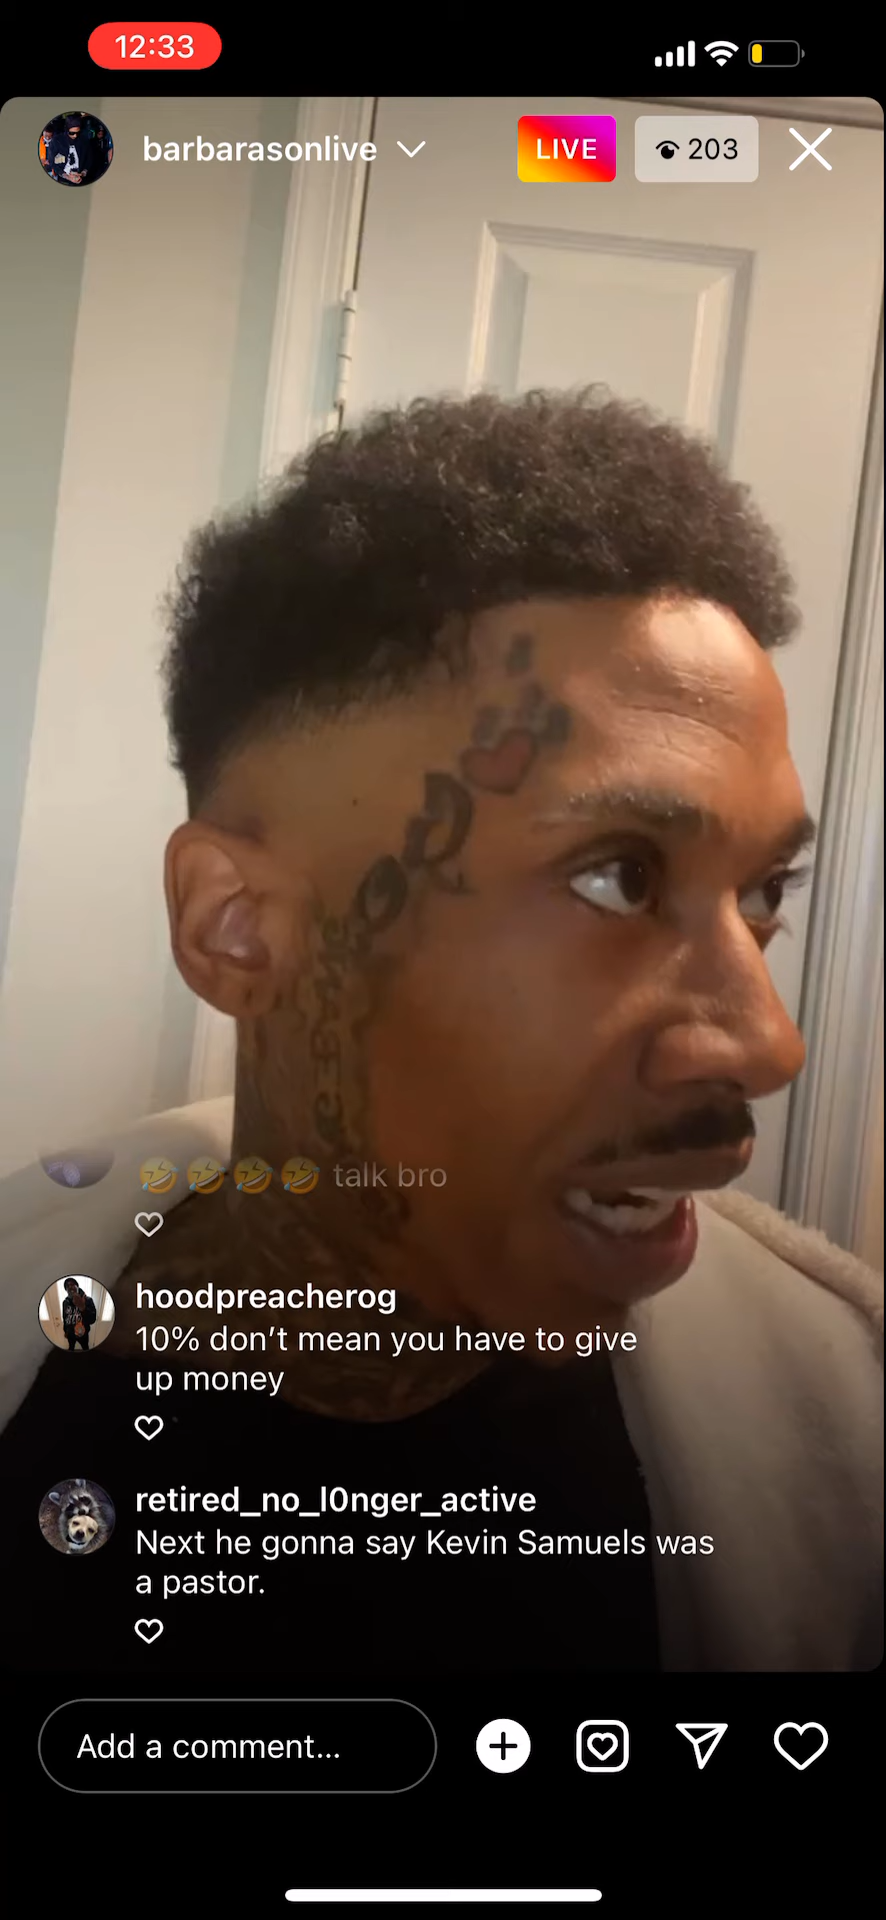 12:33
barbarasonlive
LIVE
203
🤣🤣🤣🤣 talk bro
hoodpreacherog
10% don’t mean you have to give
up money
retired_no_l0nger_active
Next he gonna say Kevin Samuels was
a pastor.
Add a comment...